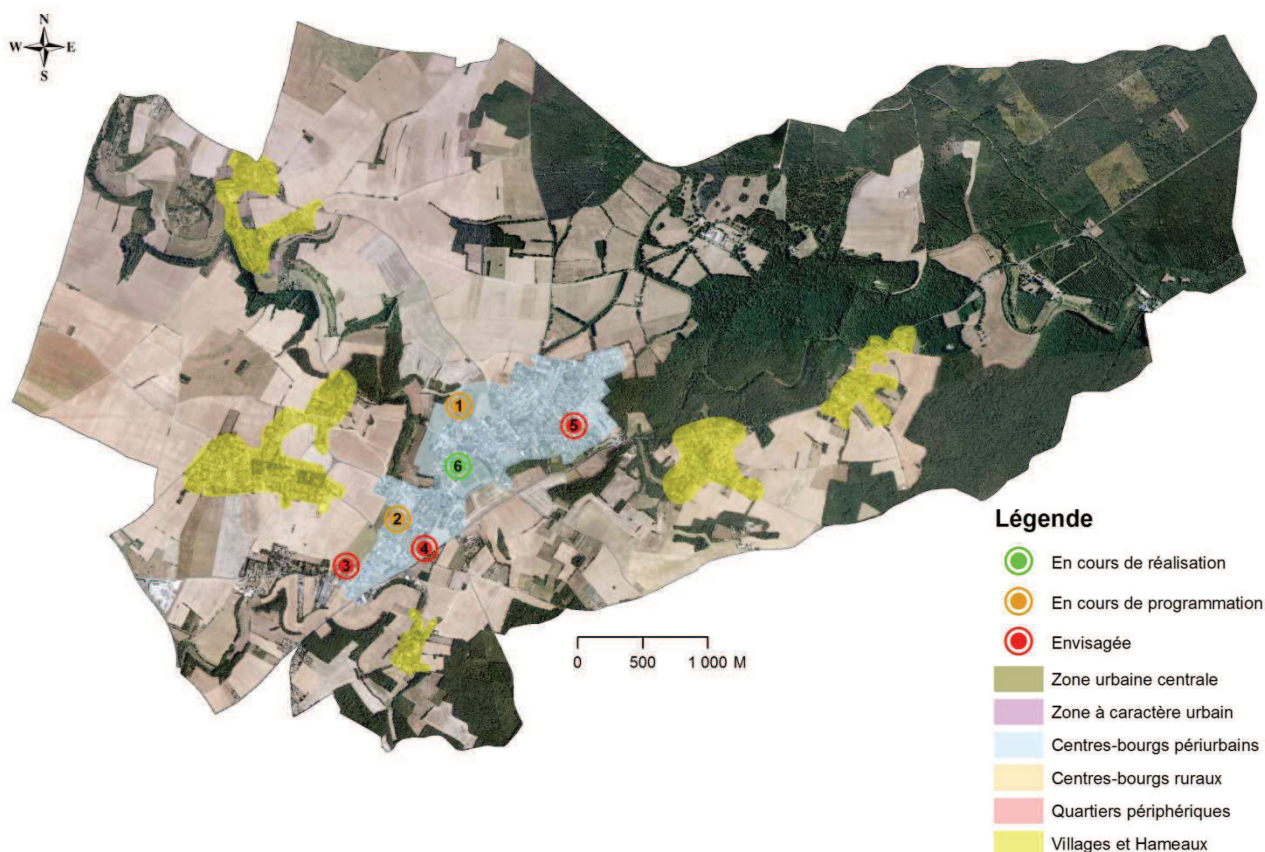 N
W E
S
1
5
6
2
4
3
0 500 1 000 M
Légende
En cours de réalisation
En cours de programmation
Envisagée
Zone urbaine centrale
Zone à caractère urbain
Centres-bourgs périurbains
Centres-bourgs ruraux
Quartiers périphériques
Villages et Hameaux